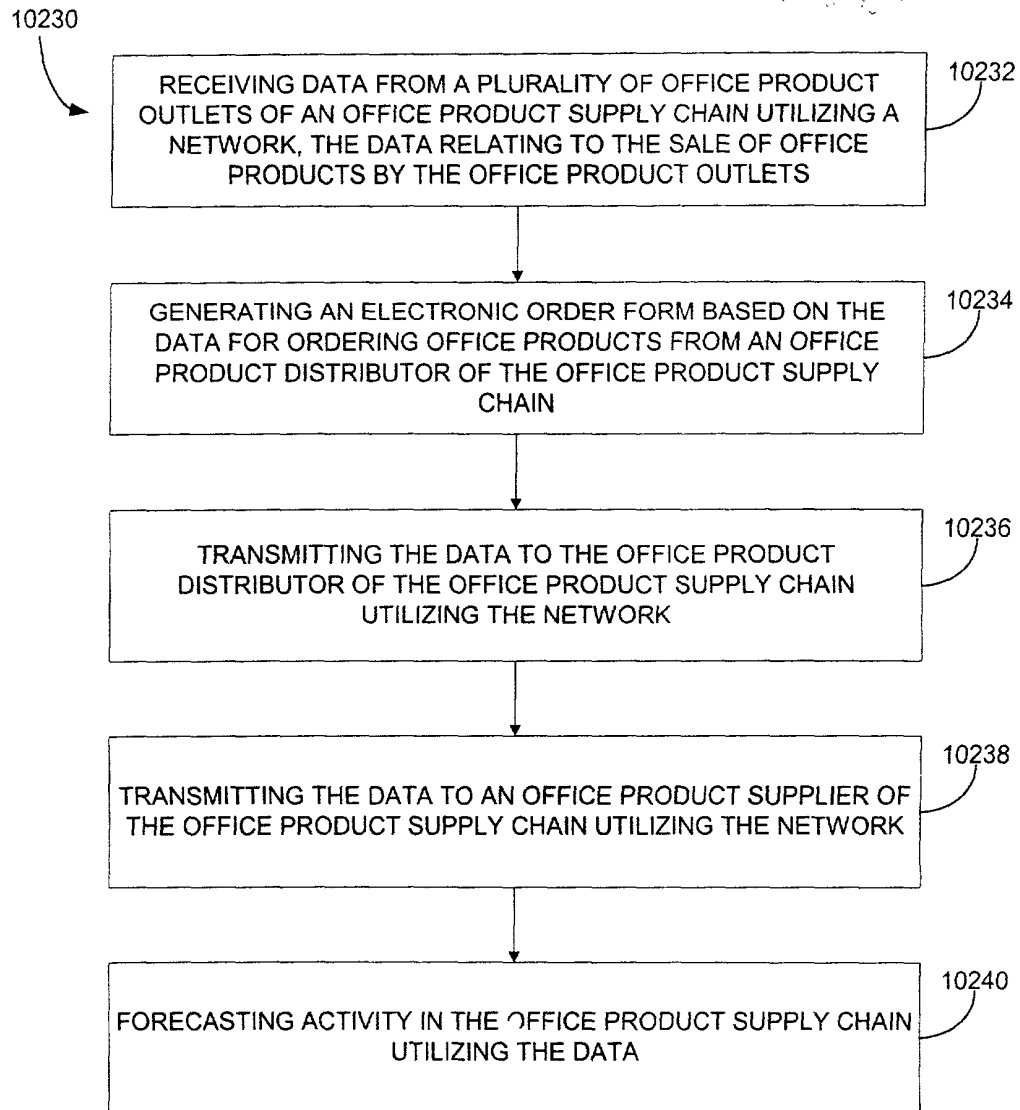 10230
RECEIVING DATA FROM A PLURALITY OF OFFICE PRODUCT
OUTLETS OF AN OFFICE PRODUCT SUPPLY CHAIN UTILIZING A
NETWORK, THE DATA RELATING TO THE SALE OF OFFICE
PRODUCTS BY THE OFFICE PRODUCT OUTLETS
10232
GENERATING AN ELECTRONIC ORDER FORM BASED ON THE
DATA FOR ORDERING OFFICE PRODUCTS FROM AN OFFICE
PRODUCT DISTRIBUTOR OF THE OFFICE PRODUCT SUPPLY
CHAIN
10234
TRANSMITTING THE DATA TO THE OFFICE PRODUCT
DISTRIBUTOR OF THE OFFICE PRODUCT SUPPLY CHAIN
UTILIZING THE NETWORK
10236
TRANSMITTING THE DATA TO AN OFFICE PRODUCT SUPPLIER OF
THE OFFICE PRODUCT SUPPLY CHAIN UTILIZING THE NETWORK
10238
FORECASTING ACTIVITY IN THE OFFICE PRODUCT SUPPLY CHAIN
UTILIZING THE DATA
10240